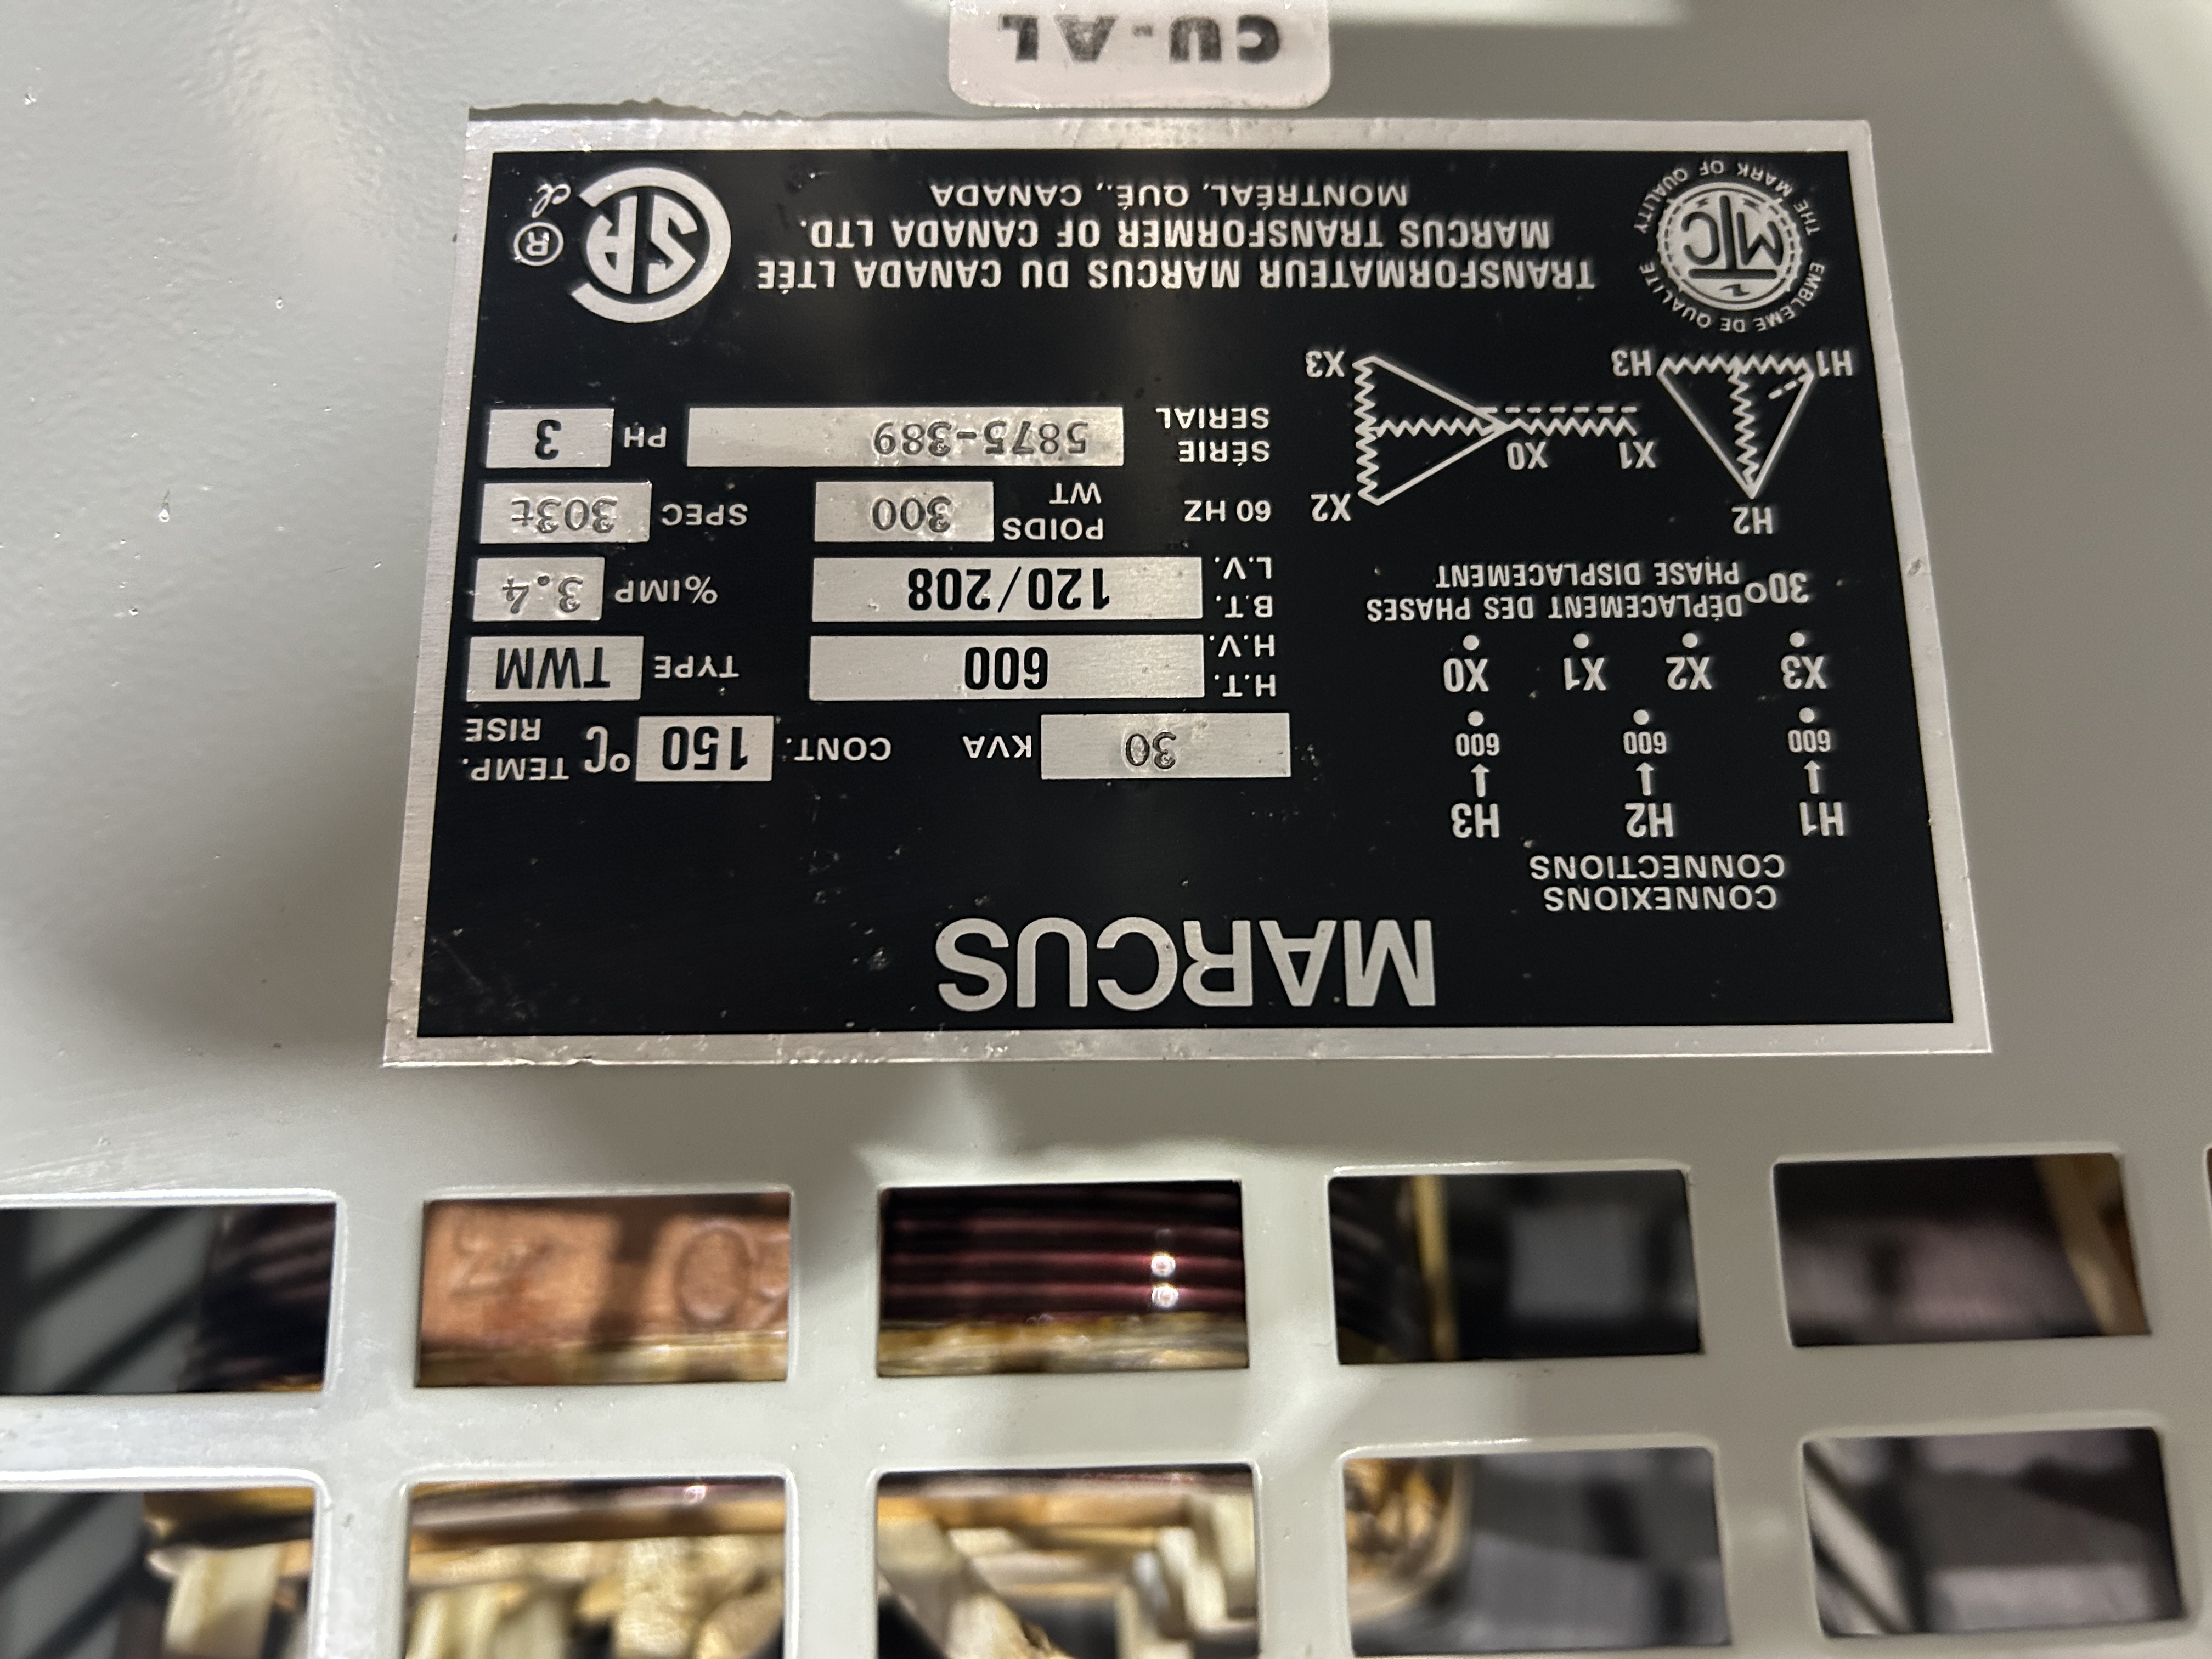 MARCUS
CONNEXIONS
CONNECTIONS
H1 H2 H3
600 600 600
X3 X2 X1 X0
30° DÉPLACEMENT DES PHASES
PHASE DISPLACEMENT
H2
H1 H3
X2
X1 X0
X3
30 KVA CONT. 150 °C TEMP. RISE
H.T.
H.V. 600 TYPE TWM
B.T.
L.V. 120/208 %IMP 3.4
60 HZ POIDS
WT 300 SPEC 303t
SÉRIE
SERIAL 5875-389 PH 3
EMBLÈME DE QUALITÉ
MTC
THE MARK OF QUALITY
TRANSFORMATEUR MARCUS DU CANADA LTÉE
MARCUS TRANSFORMER OF CANADA LTD.
MONTRÉAL, QUÉ., CANADA
CSA ®
CU-AL